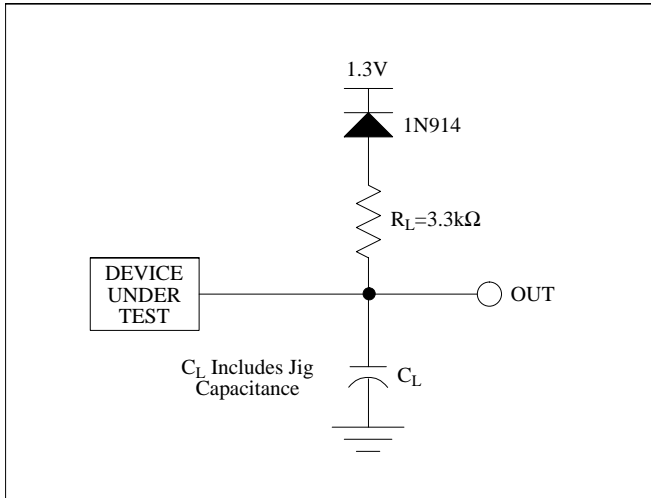 1.3V
1N914
R_L=3.3kΩ
DEVICE
UNDER
TEST
OUT
C_L Includes Jig
Capacitance
C_L